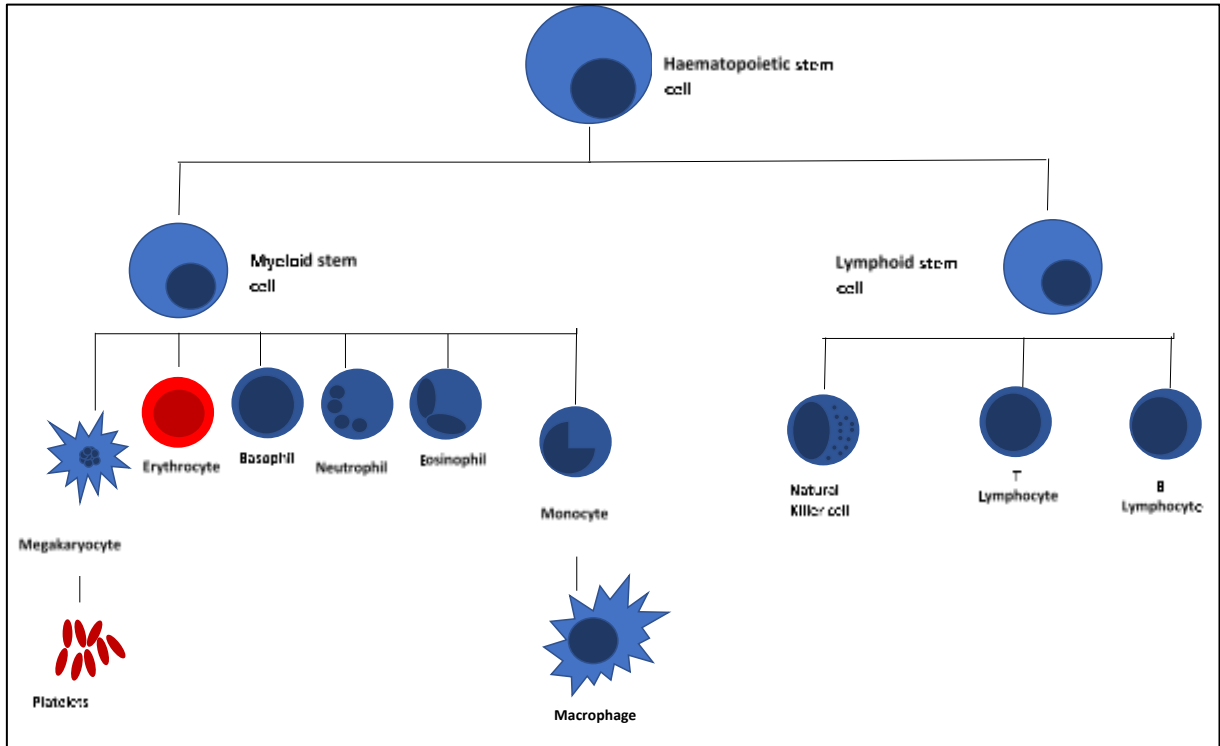 Haematopoietic stem
cell
Myeloid stem
cell
Lymphoid stem
cell
Erythrocyte
Basophil
Neutrophil
Eosinophil
Monocyte
Megakaryocyte
Platelets
Macrophage
Natural
Killer cell
T
Lymphocyte
B
Lymphocyte